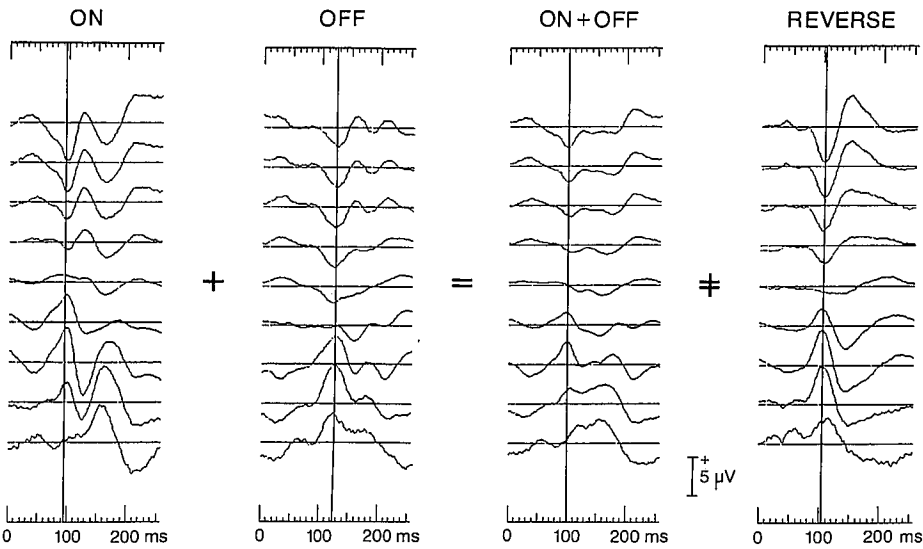 ON OFF ON+OFF REVERSE
+ = ≠
+
5 µV
0 100 200 ms 0 100 200 ms 0 100 200 ms 0 100 200 ms